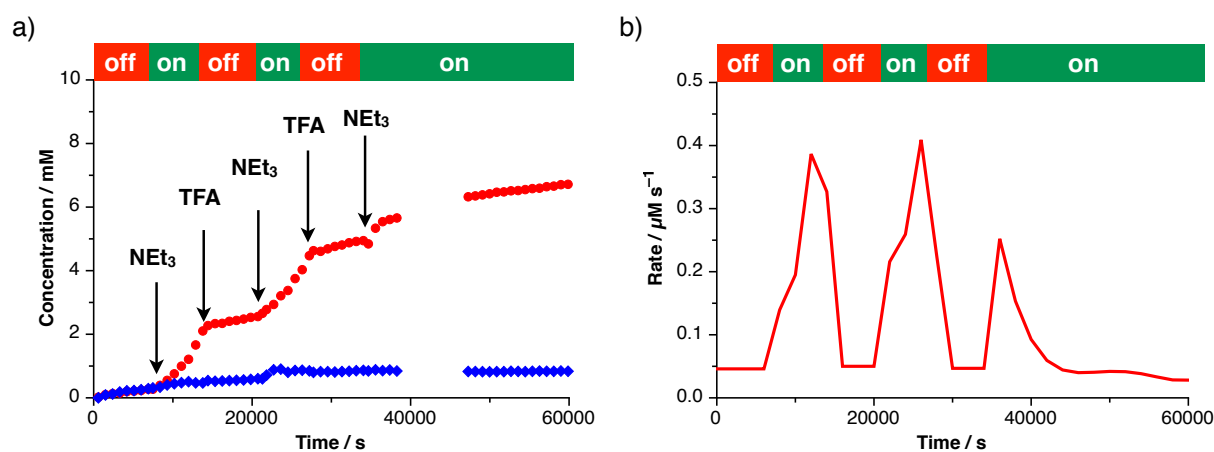 a)
off on off on off on
10
8
6
4
2
0
Concentration / mM
NEt₃
TFA
NEt₃
TFA
NEt₃
0 20000 40000 60000
Time / s
b)
off on off on off on
0.5
0.4
0.3
0.2
0.1
0.0
Rate / µM s⁻¹
0 20000 40000 60000
Time / s